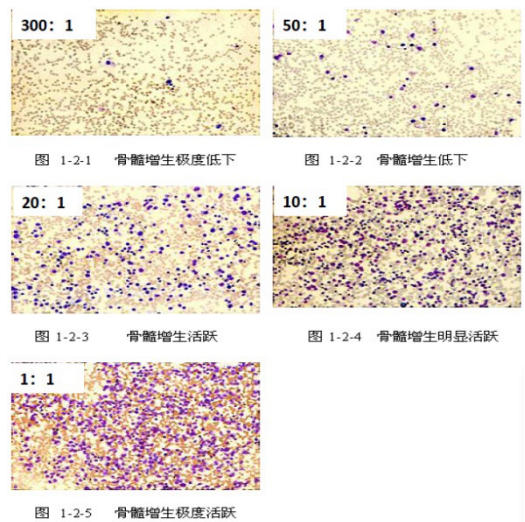 300：1
50：1
图 1-2-1 骨髓增生极度低下
图 1-2-2 骨髓增生低下
20：1
10：1
图 1-2-3 骨髓增生活跃
图 1-2-4 骨髓增生明显活跃
1：1
图 1-2-5 骨髓增生极度活跃